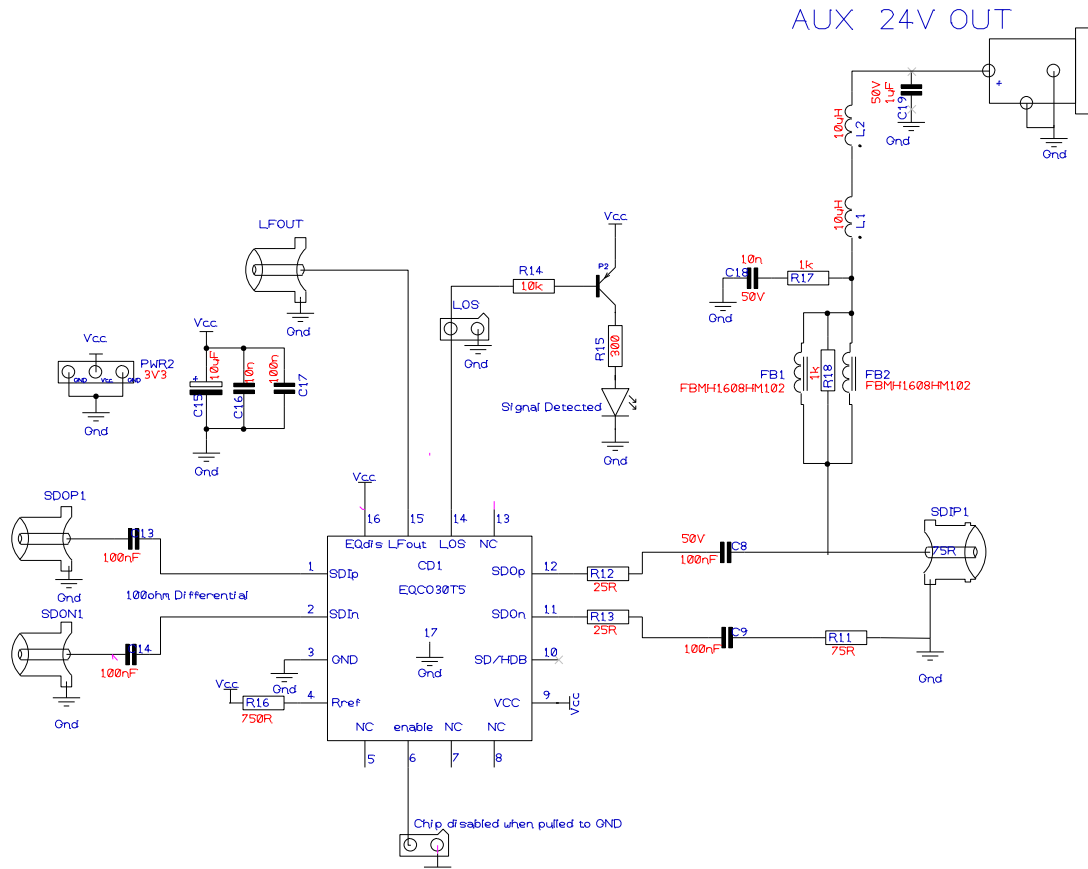 AUX 24V OUT
+
50V
1uF
C19
Gnd
Gnd
10uH
L2
10uH
L1
LFOUT
Gnd
Vcc
R14
10k
P2
LOS
Gnd
R15
300
Signal Detected
Gnd
10n
C18
50V
R17
1k
Gnd
FB1
FBMH1608HM102
1k
R18
FB2
FBMH1608HM102
Vcc
PWR2
3V3
GND Vcc GND
Gnd
Vcc
+
10uF
C15
10n
C16
100n
C17
Gnd
SDOP1
C13
100nF
Gnd
100ohm Differential
SDON1
C14
100nF
Gnd
Vcc
16 15 14 13
EQdis LFout LOS NC
CD1
EQCO30T5
1 SDIp
2 SDIn
3 GND
4 Rref
17
Gnd
SDOp 12
SDOn 11
SD/HDB 10
VCC 9
Vcc
NC enable NC NC
5 6 7 8
Gnd
Vcc
R16
750R
R12
25R
R13
25R
50V
C8
100nF
C9
100nF
R11
75R
SDIP1
75R
Gnd
Chip disabled when pulled to GND